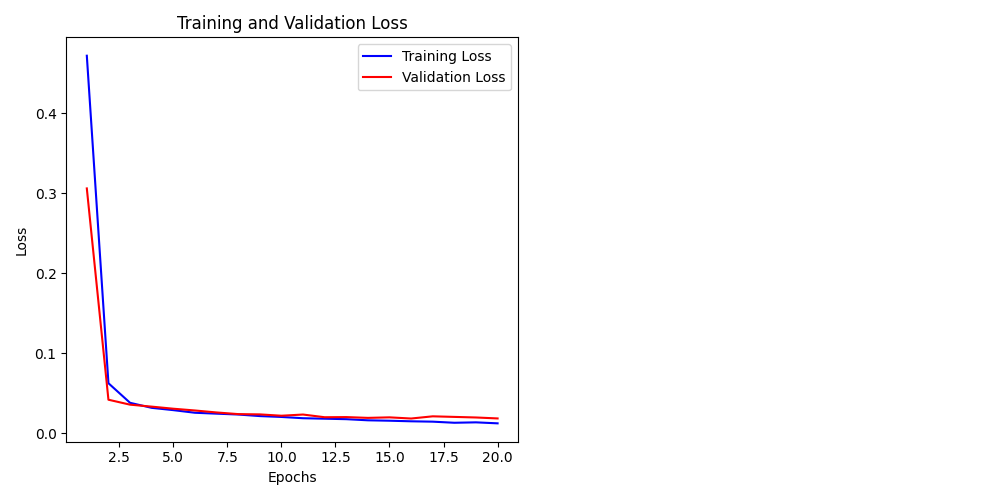 Training and Validation Loss
Training Loss
Validation Loss
0.4
0.3
0.2
0.1
0.0
Loss
2.5 5.0 7.5 10.0 12.5 15.0 17.5 20.0
Epochs